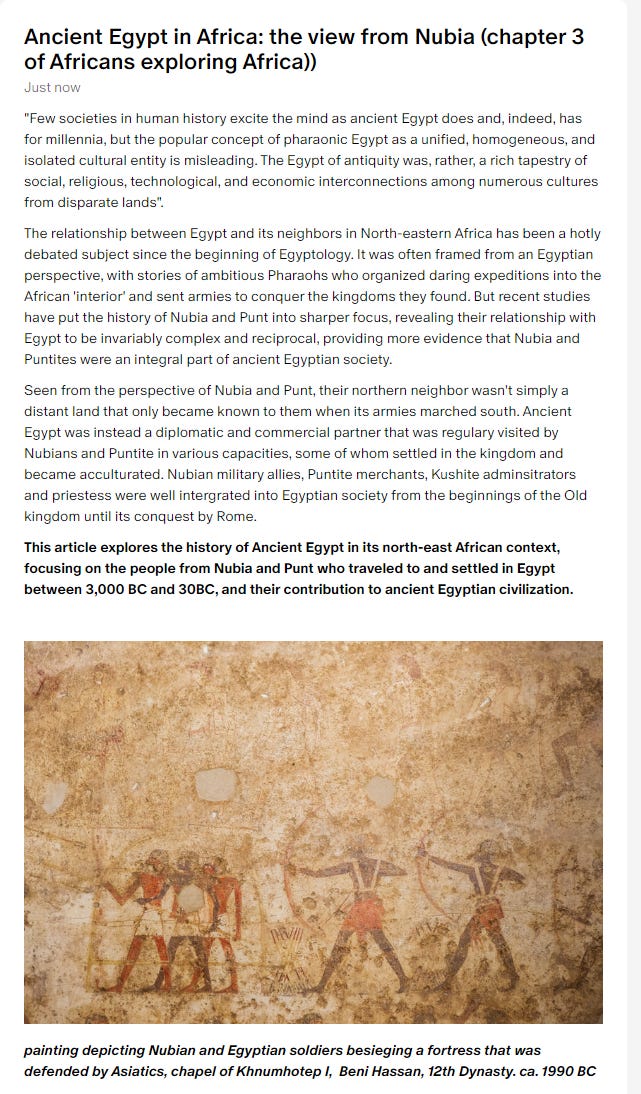 Ancient Egypt in Africa: the view from Nubia (chapter 3
of Africans exploring Africa))
Just now
"Few societies in human history excite the mind as ancient Egypt does and, indeed, has
for millennia, but the popular concept of pharaonic Egypt as a unified, homogeneous, and
isolated cultural entity is misleading. The Egypt of antiquity was, rather, a rich tapestry of
social, religious, technological, and economic interconnections among numerous cultures
from disparate lands".
The relationship between Egypt and its neighbors in North-eastern Africa has been a hotly
debated subject since the beginning of Egyptology. It was often framed from an Egyptian
perspective, with stories of ambitious Pharaohs who organized daring expeditions into the
African 'interior' and sent armies to conquer the kingdoms they found. But recent studies
have put the history of Nubia and Punt into sharper focus, revealing their relationship with
Egypt to be invariably complex and reciprocal, providing more evidence that Nubia and
Puntites were an integral part of ancient Egyptian society.
Seen from the perspective of Nubia and Punt, their northern neighbor wasn't simply a
distant land that only became known to them when its armies marched south. Ancient
Egypt was instead a diplomatic and commercial partner that was regulary visited by
Nubians and Puntite in various capacities, some of whom settled in the kingdom and
became acculturated. Nubian military allies, Puntite merchants, Kushite adminsitrators
and priestess were well intergrated into Egyptian society from the beginnings of the Old
kingdom until its conquest by Rome.
This article explores the history of Ancient Egypt in its north-east African context,
focusing on the people from Nubia and Punt who traveled to and settled in Egypt
between 3,000 BC and 30BC, and their contribution to ancient Egyptian civilization.
painting depicting Nubian and Egyptian soldiers besieging a fortress that was
defended by Asiatics, chapel of Khnumhotep I, Beni Hassan, 12th Dynasty. ca. 1990 BC